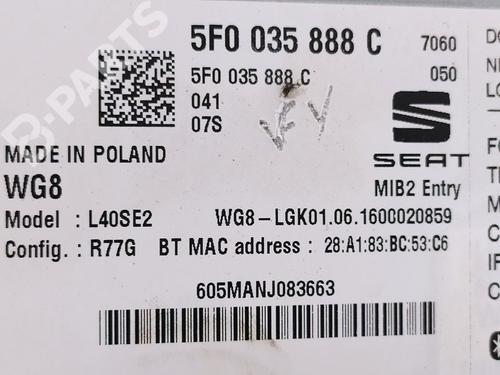 5F0 035 888 C 7060
5F0 035 888 C 050
041
07S
VFY
SEAT
MADE IN POLAND
WG8 MIB2 Entry
Model : L40SE2 WG8-LGK01.06.1600020859
Config. : R77G BT MAC address : 28:A1:83:BC:53:C6
605MANJ083663
B-PARTS